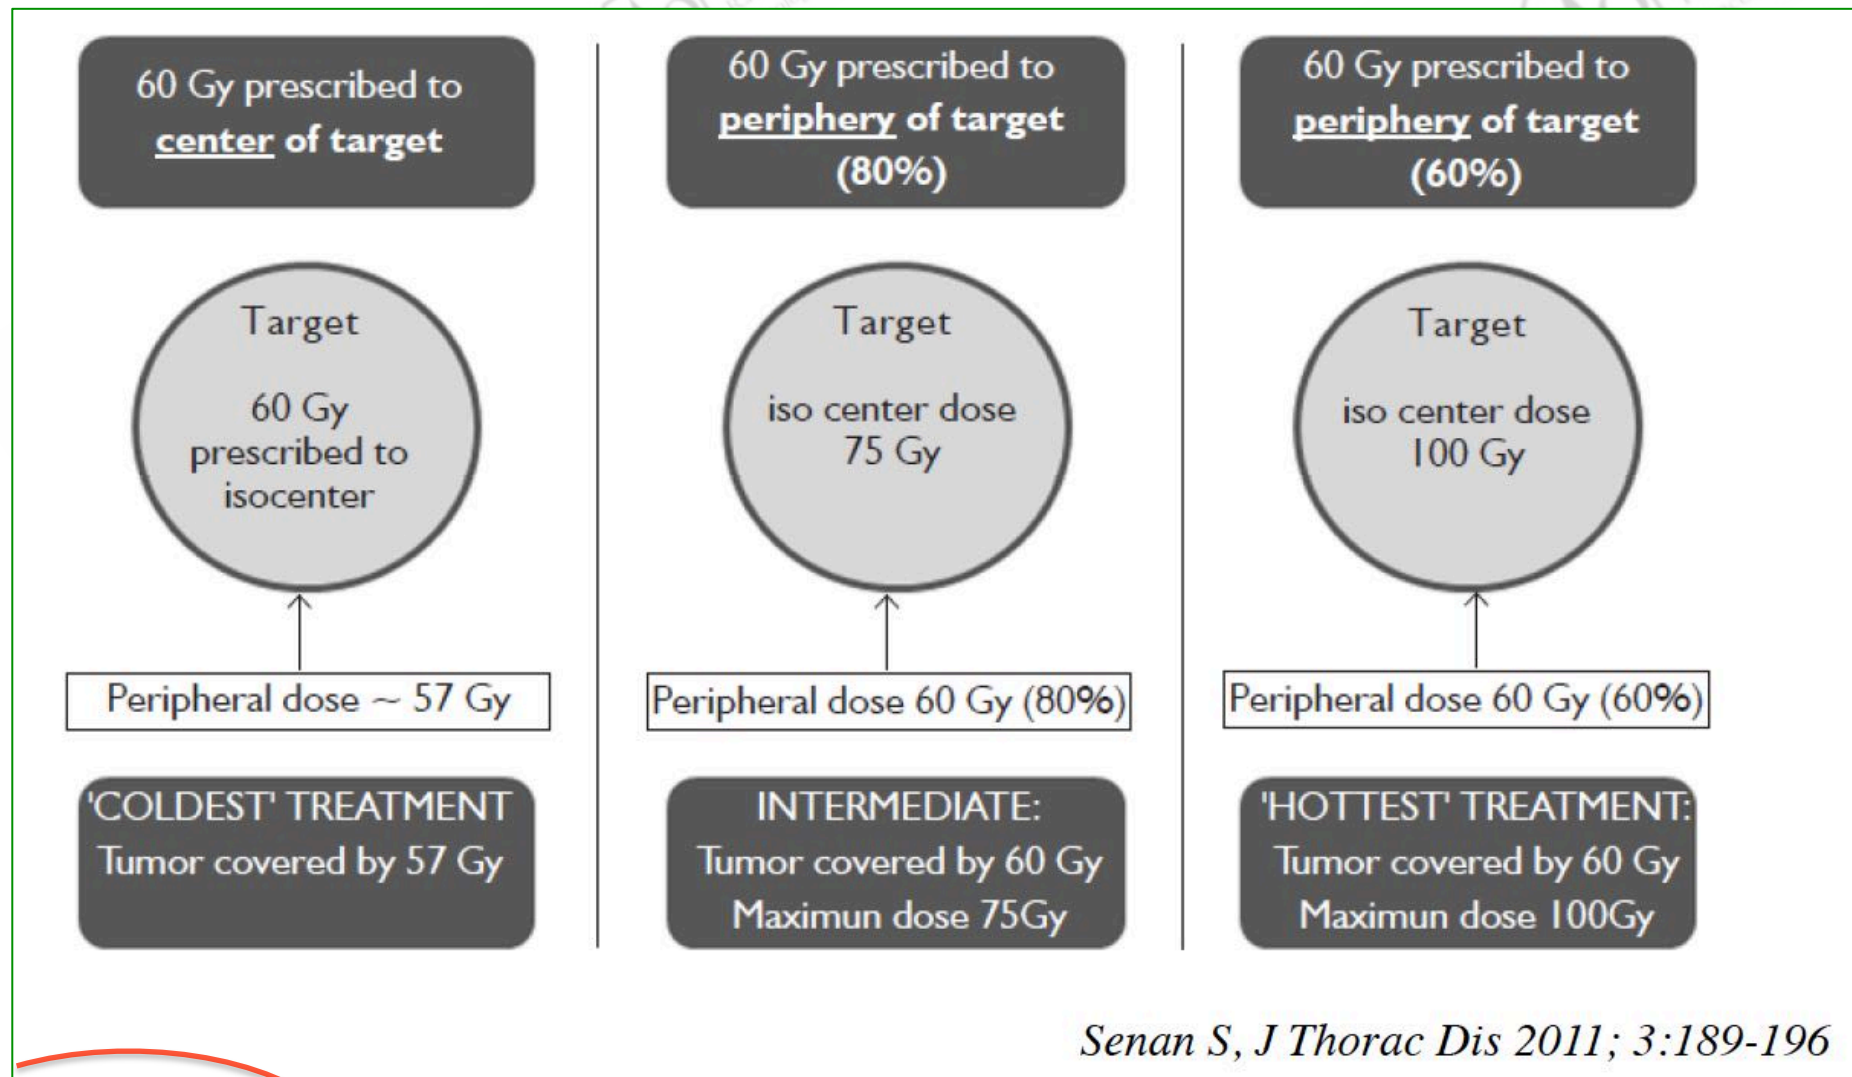 60 Gy prescribed to
center of target
Target
60 Gy
prescribed to
isocenter
Peripheral dose ~ 57 Gy
'COLDEST' TREATMENT
Tumor covered by 57 Gy
60 Gy prescribed to
periphery of target
(80%)
Target
iso center dose
75 Gy
Peripheral dose 60 Gy (80%)
INTERMEDIATE:
Tumor covered by 60 Gy
Maximun dose 75Gy
60 Gy prescribed to
periphery of target
(60%)
Target
iso center dose
100 Gy
Peripheral dose 60 Gy (60%)
'HOTTEST' TREATMENT:
Tumor covered by 60 Gy
Maximun dose 100Gy
Senan S, J Thorac Dis 2011; 3:189-196